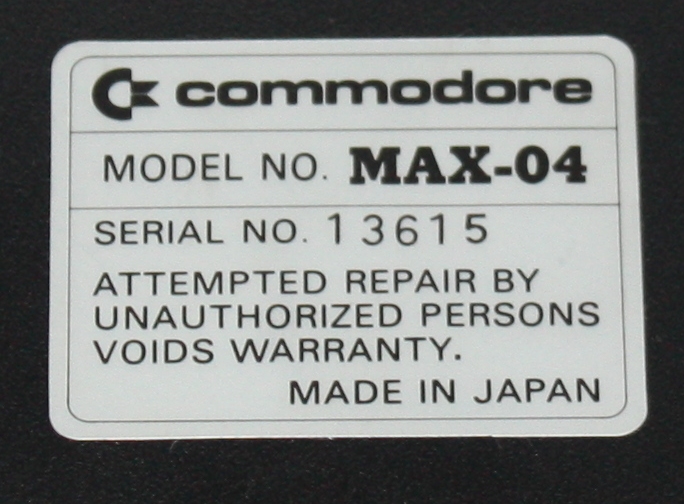 commodore
MODEL NO. MAX-04
SERIAL NO. 13615
ATTEMPTED REPAIR BY
UNAUTHORIZED PERSONS
VOIDS WARRANTY.
MADE IN JAPAN